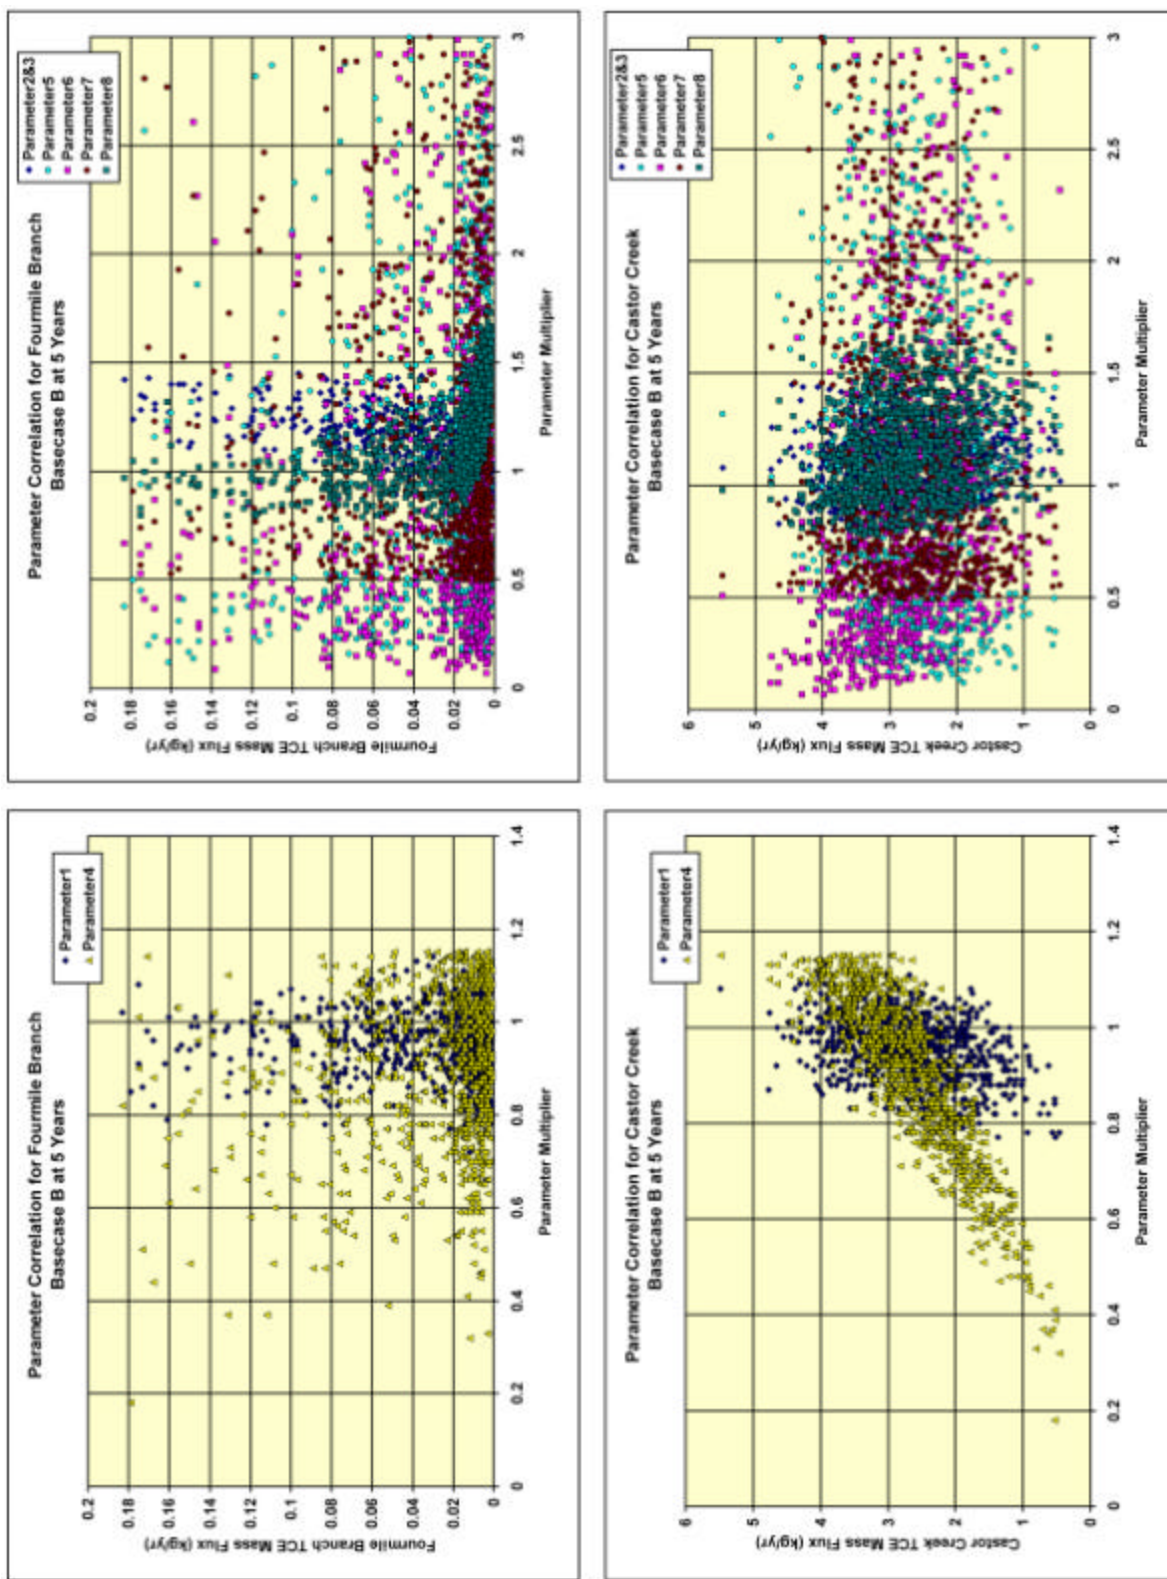 Parameter Correlation for Fourmile Branch
Basecase B at 5 Years
Parameter1
Parameter4
Fourmile Branch TCE Mass Flux (kg/yr)
0.2
0.18
0.16
0.14
0.12
0.1
0.08
0.06
0.04
0.02
0
0
0.2
0.4
0.6
0.8
1
1.2
1.4
Parameter Multiplier
Parameter Correlation for Fourmile Branch
Basecase B at 5 Years
Parameter2&3
Parameter5
Parameter6
Parameter7
Parameter8
Fourmile Branch TCE Mass Flux (kg/yr)
0.2
0.18
0.16
0.14
0.12
0.1
0.08
0.06
0.04
0.02
0
0
0.5
1
1.5
2
2.5
3
Parameter Multiplier
Parameter Correlation for Castor Creek
Basecase B at 5 Years
Parameter1
Parameter4
Castor Creek TCE Mass Flux (kg/yr)
6
5
4
3
2
1
0
0
0.2
0.4
0.6
0.8
1
1.2
1.4
Parameter Multiplier
Parameter Correlation for Castor Creek
Basecase B at 5 Years
Parameter2&3
Parameter5
Parameter6
Parameter7
Parameter8
Castor Creek TCE Mass Flux (kg/yr)
6
5
4
3
2
1
0
0
0.5
1
1.5
2
2.5
3
Parameter Multiplier